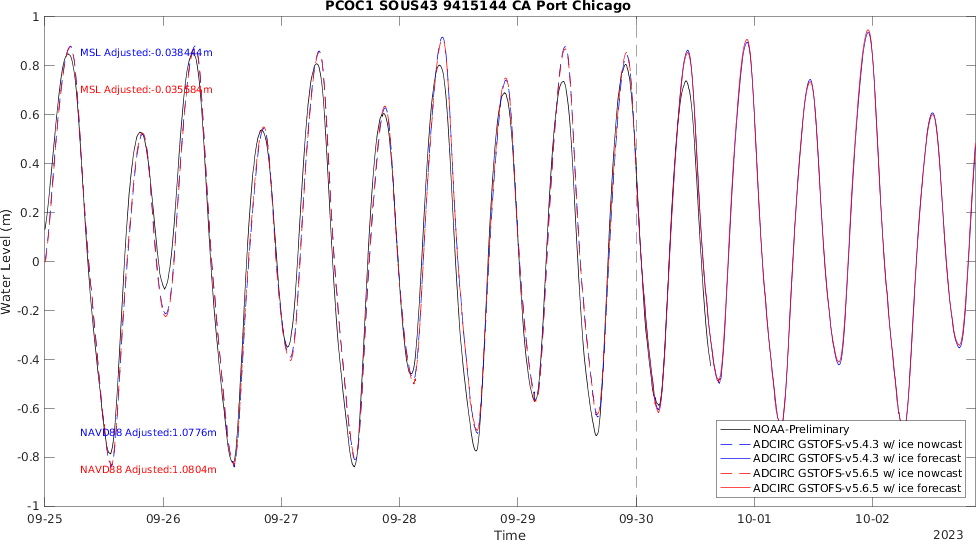 PCOC1 SOUS43 9415144 CA Port Chicago
1
0.8
0.6
0.4
0.2
0
-0.2
-0.4
-0.6
-0.8
-1
Water Level (m)
MSL Adjusted:-0.038444m
MSL Adjusted:-0.035584m
NAVD88 Adjusted:1.0776m
NAVD88 Adjusted:1.0804m
NOAA-Preliminary
ADCIRC GSTOFS-v5.4.3 w/ ice nowcast
ADCIRC GSTOFS-v5.4.3 w/ ice forecast
ADCIRC GSTOFS-v5.6.5 w/ ice nowcast
ADCIRC GSTOFS-v5.6.5 w/ ice forecast
09-25 09-26 09-27 09-28 09-29 09-30 10-01 10-02
Time
2023